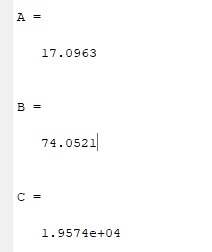 A =
17.0963
B =
74.0521
C =
1.9574e+04